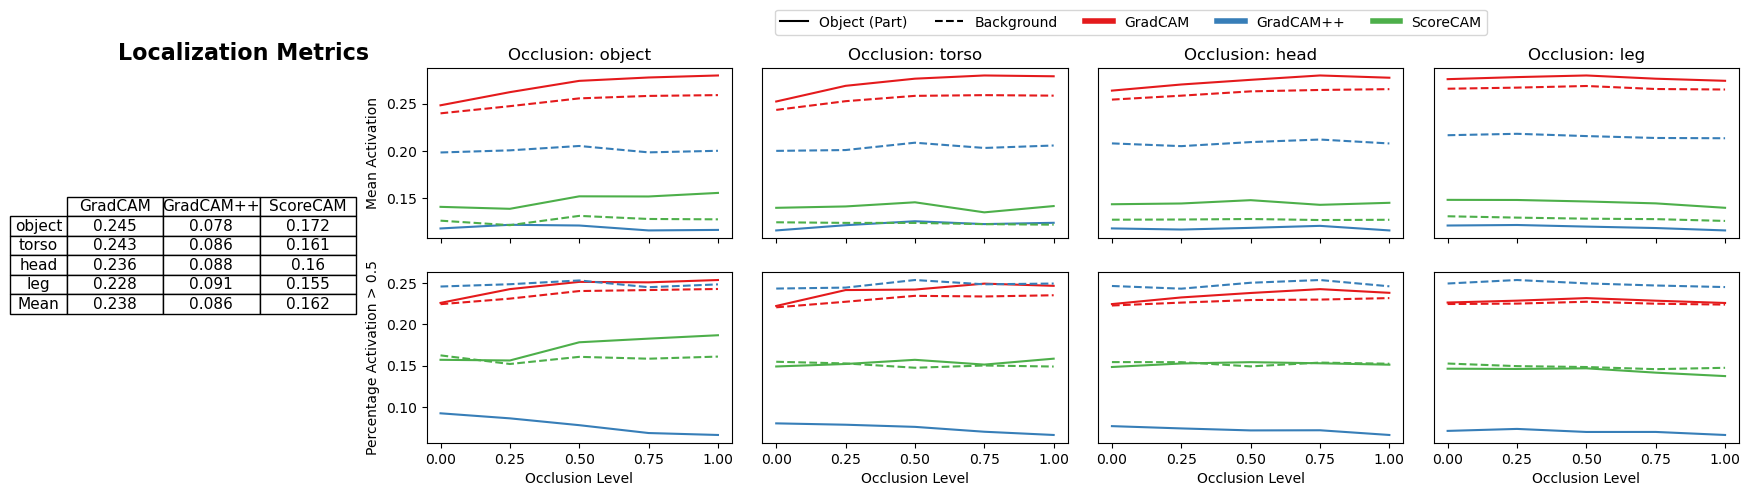 Object (Part) Background GradCAM GradCAM++ ScoreCAM
Localization Metrics
GradCAM GradCAM++ ScoreCAM
object 0.245 0.078 0.172
torso 0.243 0.086 0.161
head 0.236 0.088 0.16
leg 0.228 0.091 0.155
Mean 0.238 0.086 0.162
Occlusion: object
Occlusion: torso
Occlusion: head
Occlusion: leg
Mean Activation
0.25
0.20
0.15
Percentage Activation > 0.5
0.25
0.20
0.15
0.10
0.00 0.25 0.50 0.75 1.00
Occlusion Level
0.00 0.25 0.50 0.75 1.00
Occlusion Level
0.00 0.25 0.50 0.75 1.00
Occlusion Level
0.00 0.25 0.50 0.75 1.00
Occlusion Level